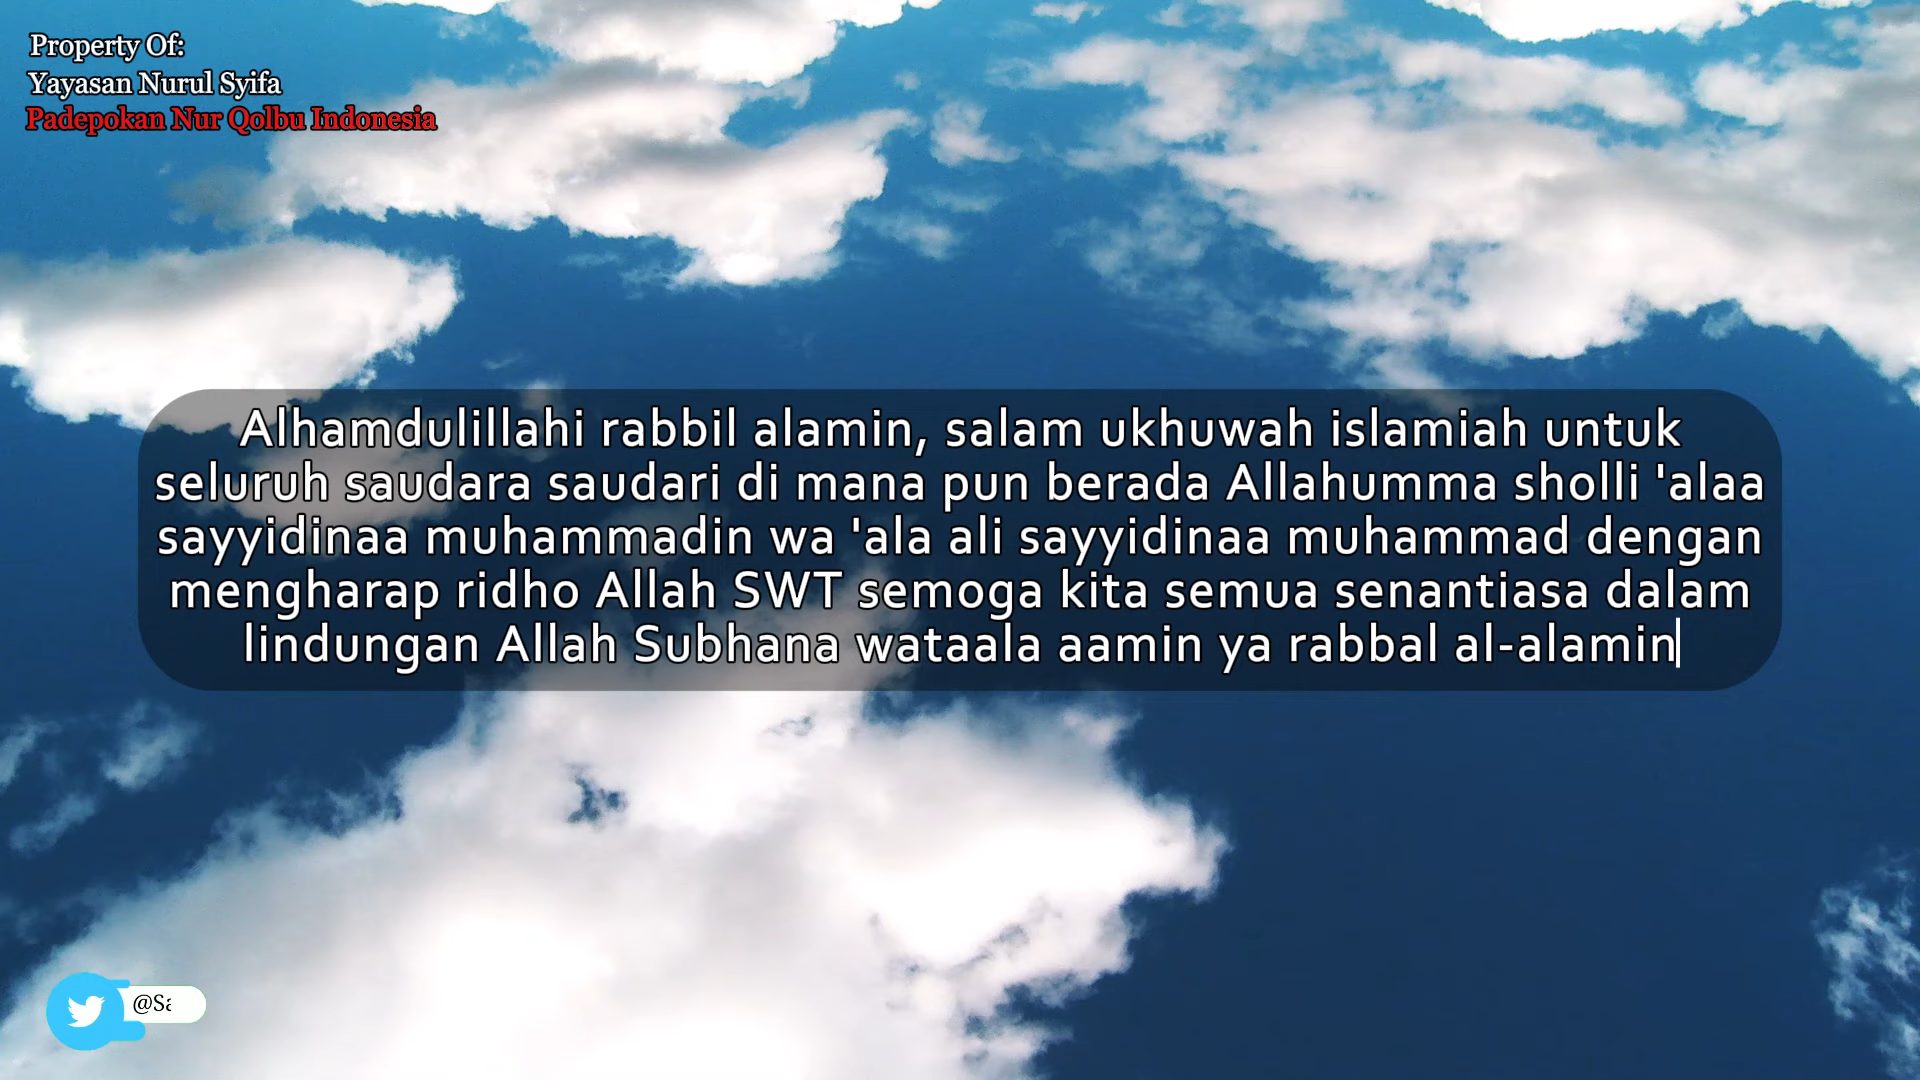 Property Of:
Yayasan Nurul Syifa
Padepokan Nur Qolbu Indonesia
Alhamdulillahi rabbil alamin, salam ukhuwah islamiah untuk
seluruh saudara saudari di mana pun berada Allahumma sholli 'alaa
sayyidinaa muhammadin wa 'ala ali sayyidinaa muhammad dengan
mengharap ridho Allah SWT semoga kita semua senantiasa dalam
lindungan Allah Subhana wataala aamin ya rabbal al-alamin